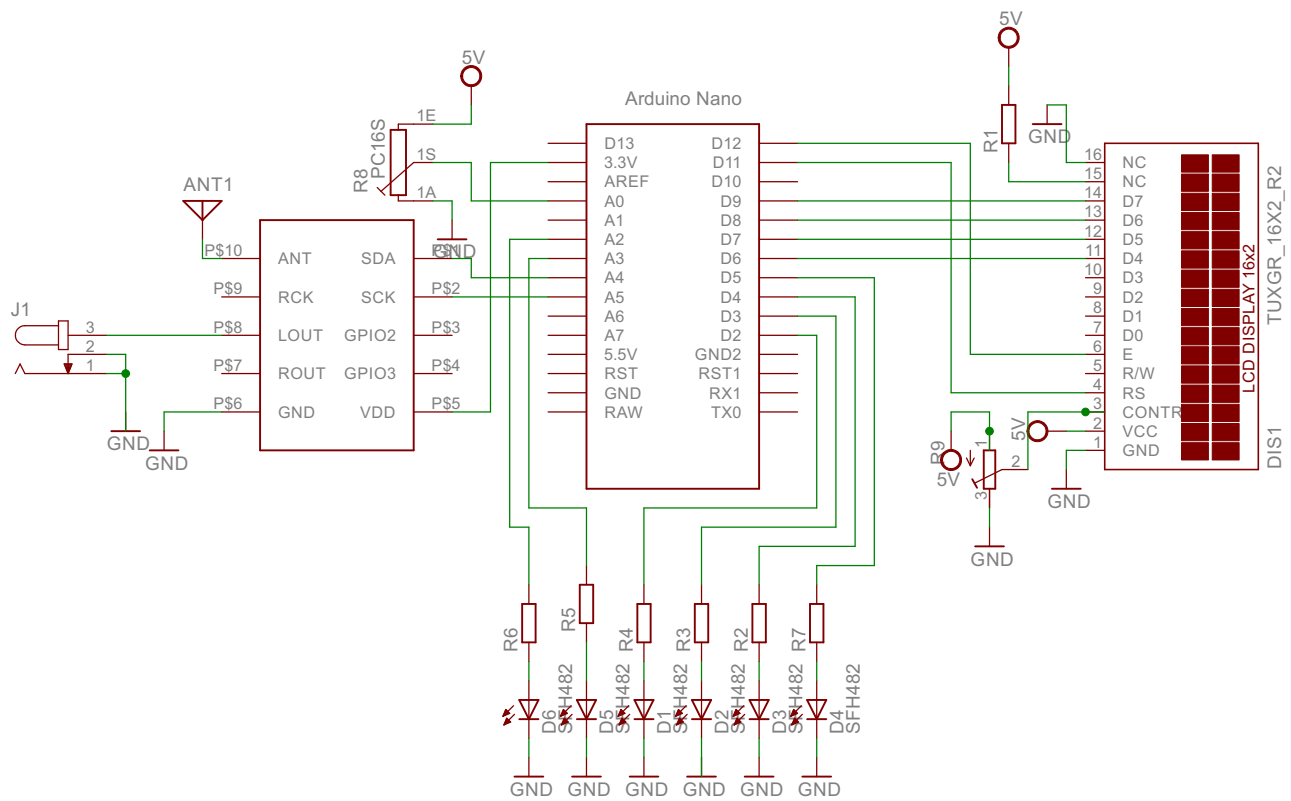 5V
5V
Arduino Nano
1E
R8
PC16S
1S
1A
GND
R1
GND
ANT1
P$10
P$9
P$8
P$7
P$6
ANT
RCK
LOUT
ROUT
GND
SDA
SCK
GPIO2
GPIO3
VDD
P$1
P$2
P$3
P$4
P$5
J1
3
2
1
GND
GND
D13
3.3V
AREF
A0
A1
A2
A3
A4
A5
A6
A7
5.5V
RST
GND
RAW
D12
D11
D10
D9
D8
D7
D6
D5
D4
D3
D2
GND2
RST1
RX1
TX0
16 NC
15 NC
14 D7
13 D6
12 D5
11 D4
10 D3
9 D2
8 D1
7 D0
6 E
5 R/W
4 RS
3 CONTR
2 VCC
1 GND
LCD DISPLAY 16x2
TUXGR_16X2_R2
DIS1
R9
5V
5V
1
2
3
GND
GND
R6
R5
R4
R3
R2
R7
D6
SFH482
D5
SFH482
D1
SFH482
D2
SFH482
D3
SFH482
D4
SFH482
GND
GND
GND
GND
GND
GND